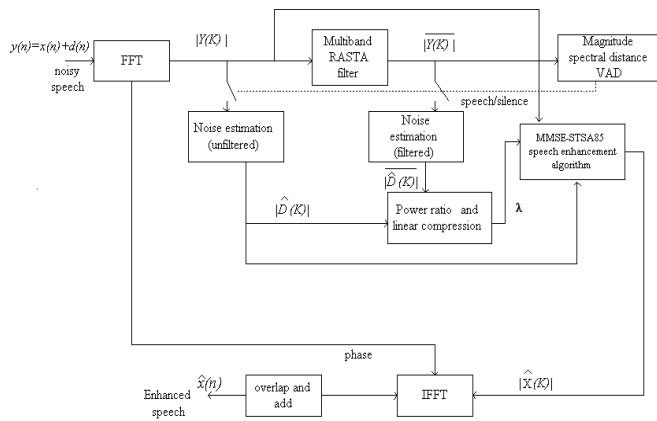 y(n)=x(n)+d(n)
noisy
speech
FFT
|Y(K) |
Multiband
RASTA
filter
|Y(K) |
Magnitude
spectral distance
VAD
speech/silence
Noise estimation
(unfiltered)
Noise
estimation
(filtered)
MMSE-STSA85
speech enhancement
algorithm
|D̂(K)|
|D̂(K)|
Power ratio and
linear compression
λ
phase
Enhanced
speech
x̂(n)
overlap and
add
IFFT
|X̂(K)|